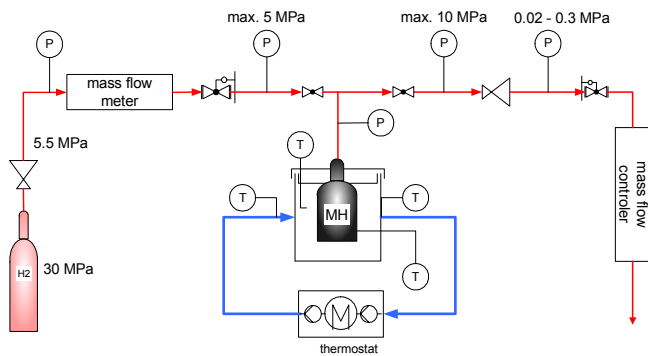 max. 5 MPa
max. 10 MPa
0.02 - 0.3 MPa
P
P
P
P
mass flow
meter
P
5.5 MPa
T
T
T
MH
mass flow
controler
H2
30 MPa
T
thermostat